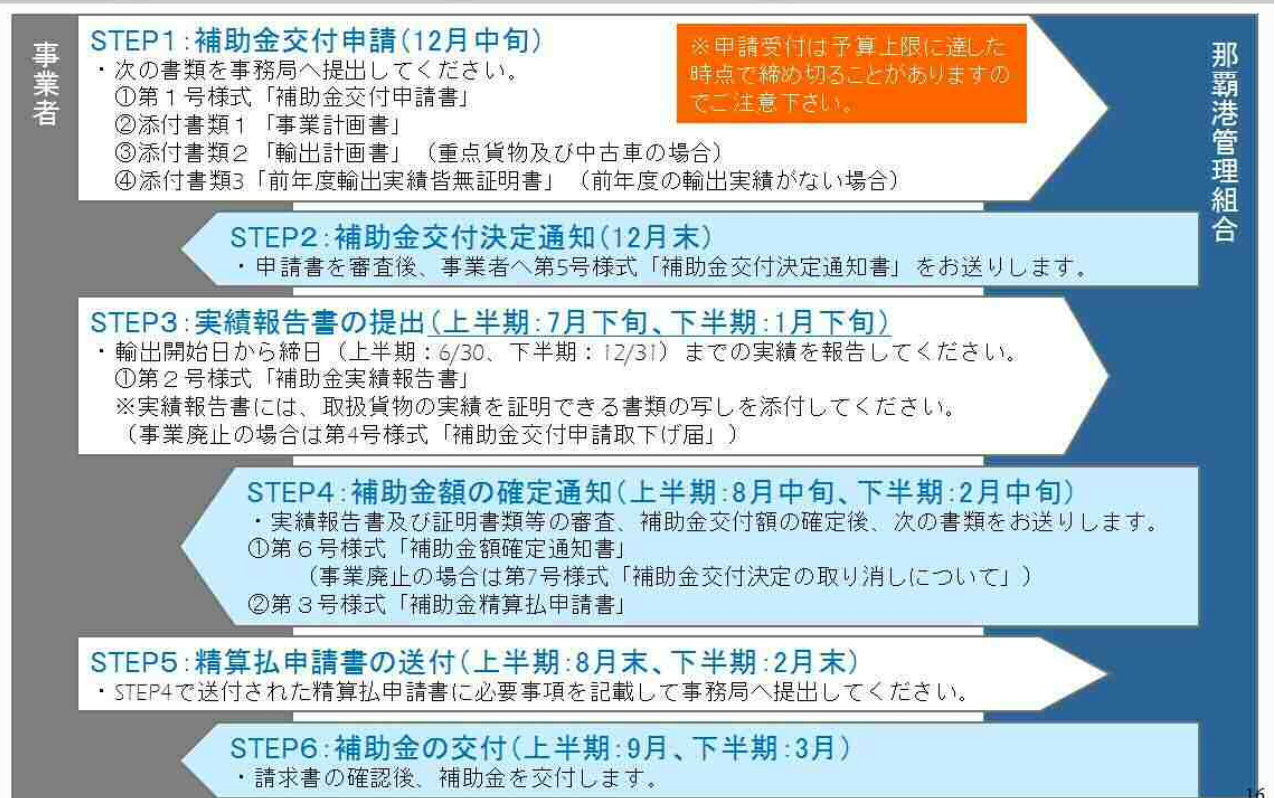 事業者
STEP1:補助金交付申請(12月中旬)
・次の書類を事務局へ提出してください。
①第1号様式「補助金交付申請書」
②添付書類1「事業計画書」
③添付書類2「輸出計画書」(重点貨物及び中古車の場合)
④添付書類3「前年度輸出実績皆無証明書」(前年度の輸出実績がない場合)
※申請受付は予算上限に達した
時点で締め切ることがありますの
でご注意下さい。
那覇港管理組合
STEP2:補助金交付決定通知(12月末)
・申請書を審査後、事業者へ第5号様式「補助金交付決定通知書」をお送りします。
STEP3:実績報告書の提出(上半期:7月下旬、下半期:1月下旬)
・輸出開始日から締日(上半期:6/30、下半期:12/31)までの実績を報告してください。
①第2号様式「補助金実績報告書」
※実績報告書には、取扱貨物の実績を証明できる書類の写しを添付してください。
(事業廃止の場合は第4号様式「補助金交付申請取下げ届」)
STEP4:補助金額の確定通知(上半期:8月中旬、下半期:2月中旬)
・実績報告書及び証明書類等の審査、補助金交付額の確定後、次の書類をお送りします。
①第6号様式「補助金額確定通知書」
(事業廃止の場合は第7号様式「補助金交付決定の取り消しについて」)
②第3号様式「補助金精算払申請書」
STEP5:精算払申請書の送付(上半期:8月末、下半期:2月末)
・STEP4で送付された精算払申請書に必要事項を記載して事務局へ提出してください。
STEP6:補助金の交付(上半期:9月、下半期:3月)
・請求書の確認後、補助金を交付します。
16